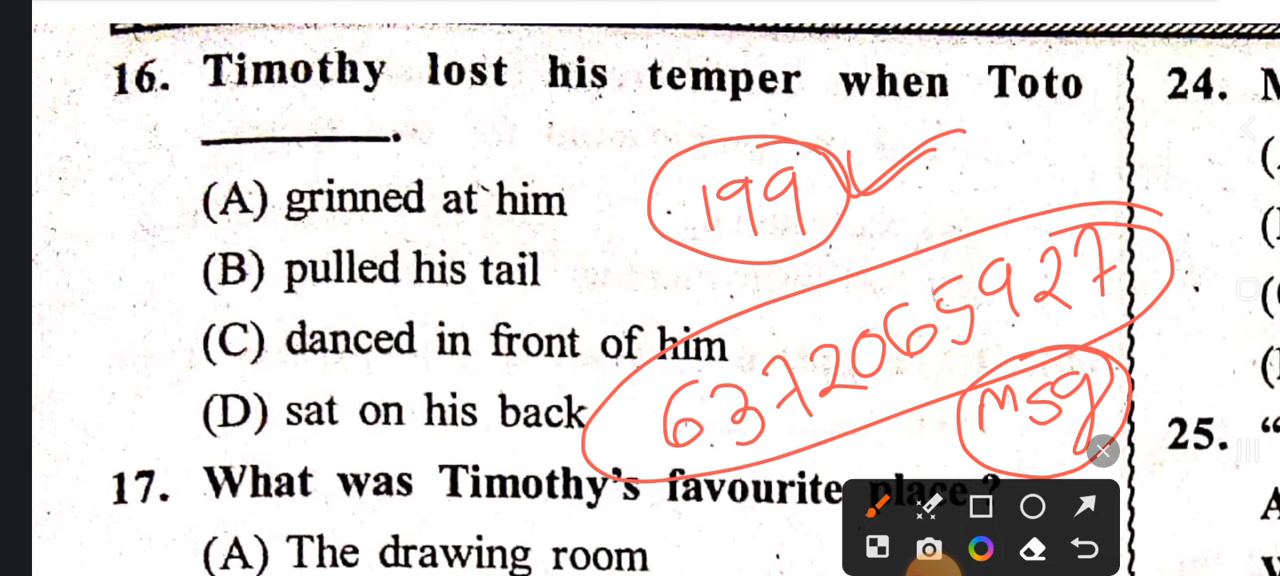 16. Timothy lost his temper when Toto
______.
(A) grinned at him
199
(B) pulled his tail
(C) danced in front of him
6372065927
(D) sat on his back
msg
17. What was Timothy's favourite place ?
(A) The drawing room
24.
25. “